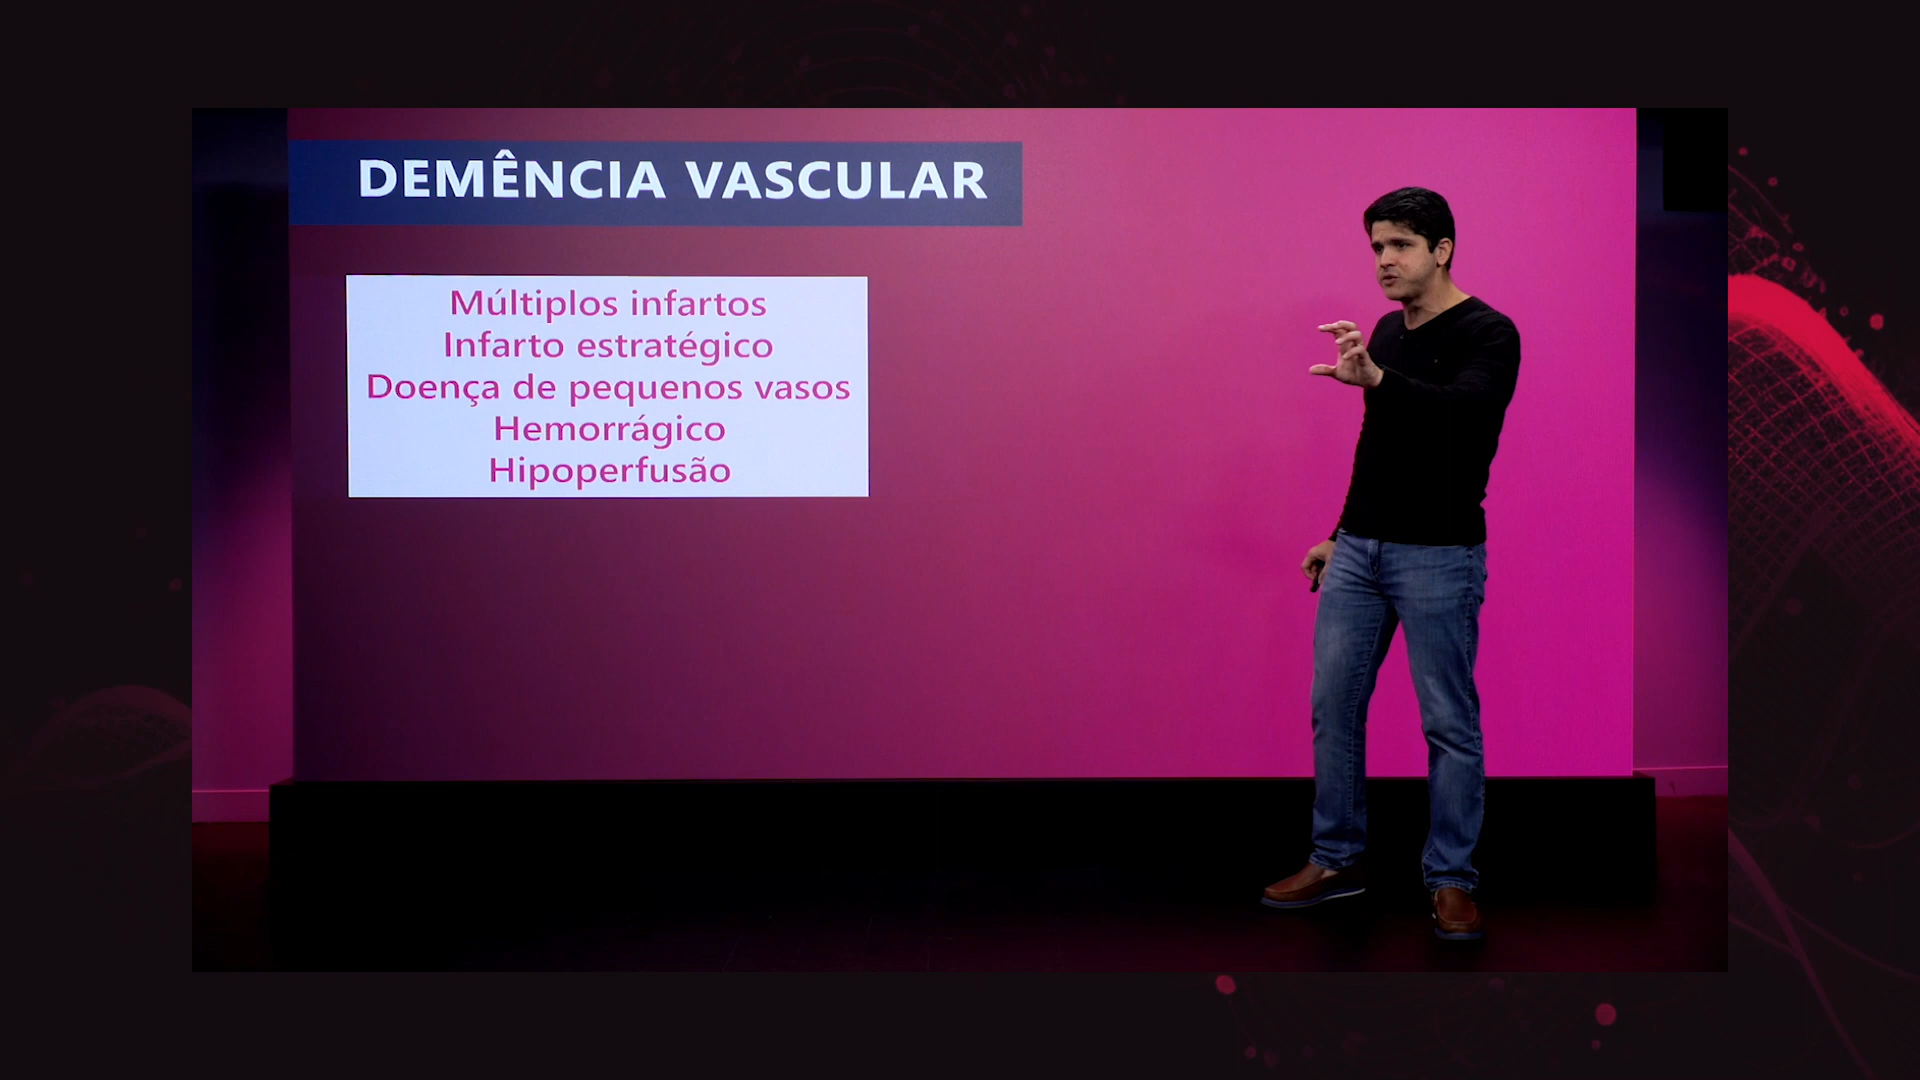 DEMÊNCIA VASCULAR
Múltiplos infartos
Infarto estratégico
Doença de pequenos vasos
Hemorrágico
Hipoperfusão